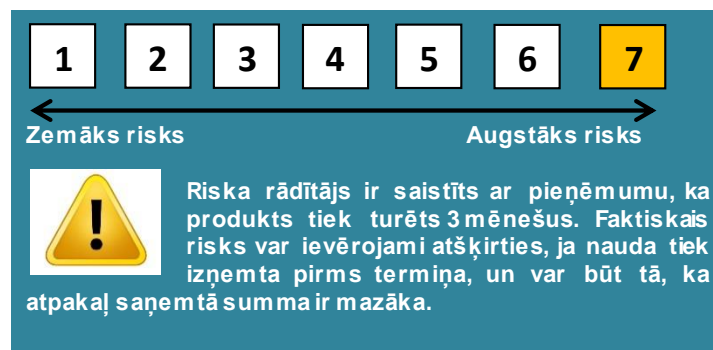 1 2 3 4 5 6 7
Zemāks risks Augstāks risks
Riska rādītājs ir saistīts ar pieņēmumu, ka
produkts tiek turēts 3 mēnešus. Faktiskais
risks var ievērojami atšķirties, ja nauda tiek
izņemta pirms termiņa, un var būt tā, ka
atpakaļ saņemtā summa ir mazāka.